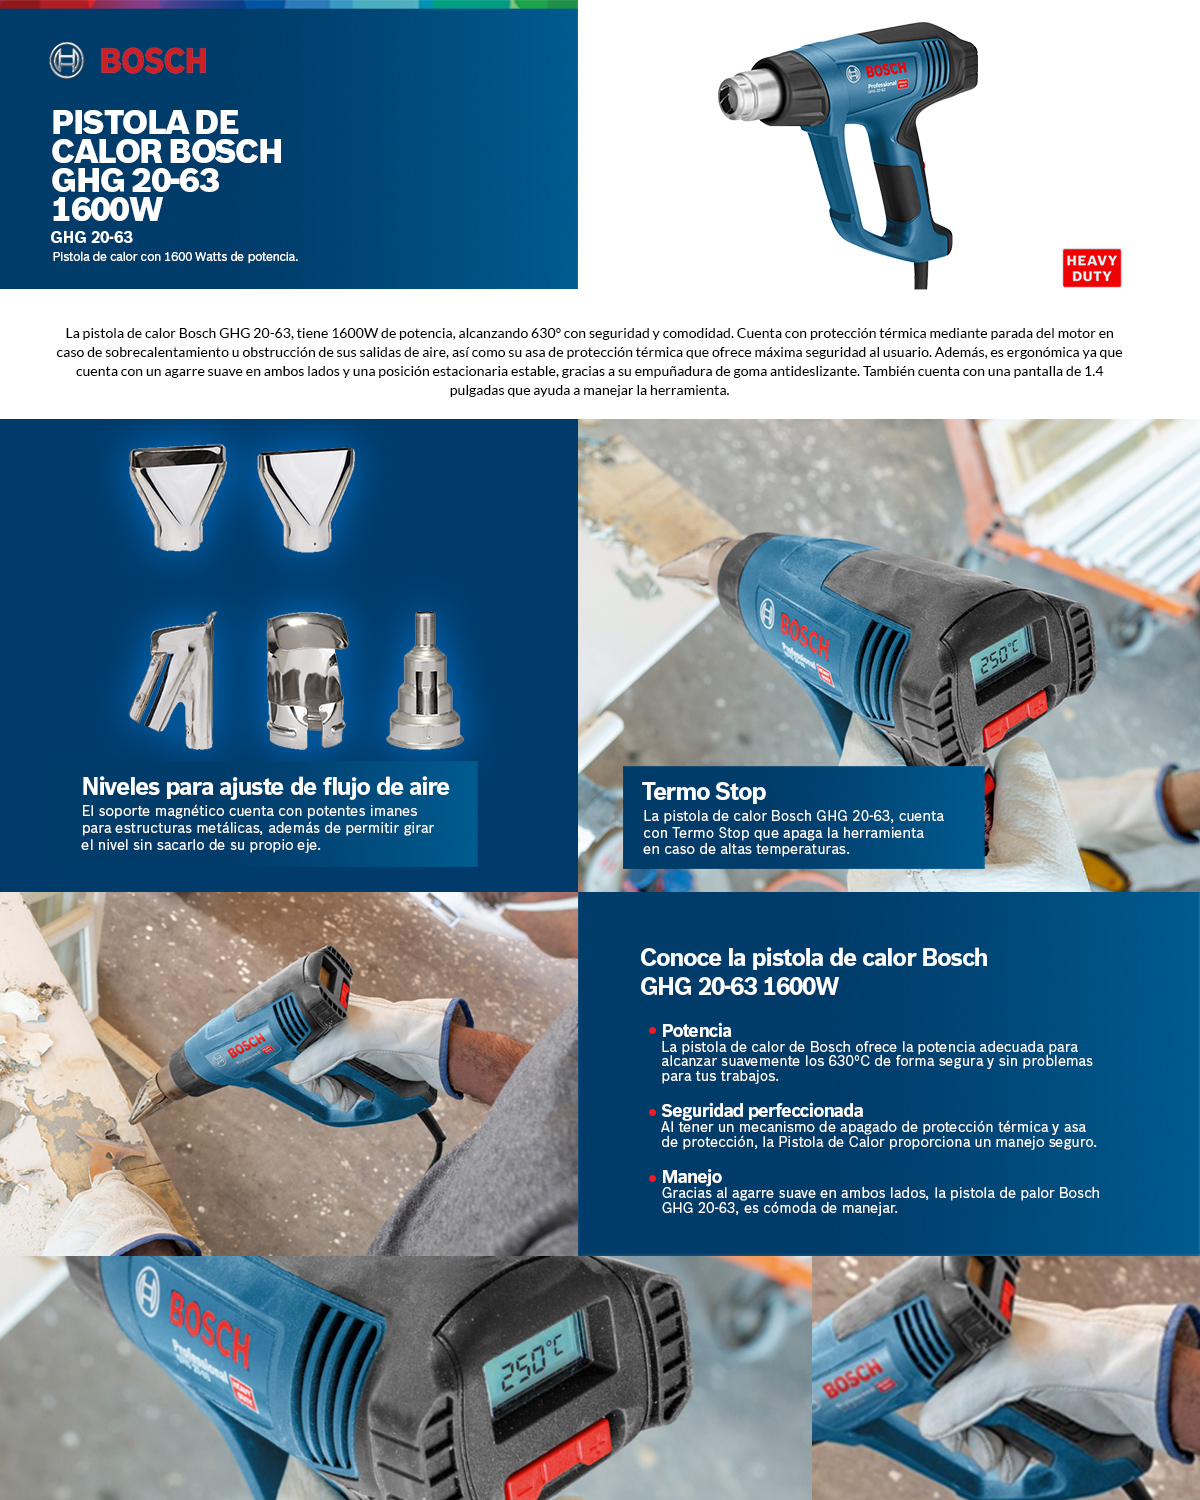 BOSCH
PISTOLA DE
CALOR BOSCH
GHG 20-63
1600W
GHG 20-63
Pistola de calor con 1600 Watts de potencia.
BOSCH
Professional
GHG 20-63
HEAVY
DUTY
La pistola de calor Bosch GHG 20-63, tiene 1600W de potencia, alcanzando 630º con seguridad y comodidad. Cuenta con protección térmica mediante parada del motor en
caso de sobrecalentamiento u obstrucción de sus salidas de aire, así como su asa de protección térmica que ofrece máxima seguridad al usuario. Además, es ergonómica ya que
cuenta con un agarre suave en ambos lados y una posición estacionaria estable, gracias a su empuñadura de goma antideslizante. También cuenta con una pantalla de 1.4
pulgadas que ayuda a manejar la herramienta.
Niveles para ajuste de flujo de aire
El soporte magnético cuenta con potentes imanes
para estructuras metálicas, además de permitir girar
el nivel sin sacarlo de su propio eje.
BOSCH
Professional
250°C
Termo Stop
La pistola de calor Bosch GHG 20-63, cuenta
con Termo Stop que apaga la herramienta
en caso de altas temperaturas.
BOSCH
Conoce la pistola de calor Bosch
GHG 20-63 1600W
Potencia
La pistola de calor de Bosch ofrece la potencia adecuada para
alcanzar suavemente los 630ºC de forma segura y sin problemas
para tus trabajos.
Seguridad perfeccionada
Al tener un mecanismo de apagado de protección térmica y asa
de protección, la Pistola de Calor proporciona un manejo seguro.
Manejo
Gracias al agarre suave en ambos lados, la pistola de palor Bosch
GHG 20-63, es cómoda de manejar.
BOSCH
Professional
HEAVY
250°C
BOSCH